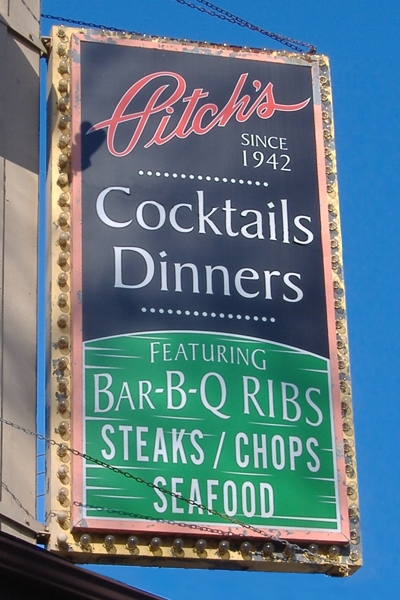 Pitch's
SINCE
1942
Cocktails
Dinners
FEATURING
BAR-B-Q RIBS
STEAKS / CHOPS
SEAFOOD